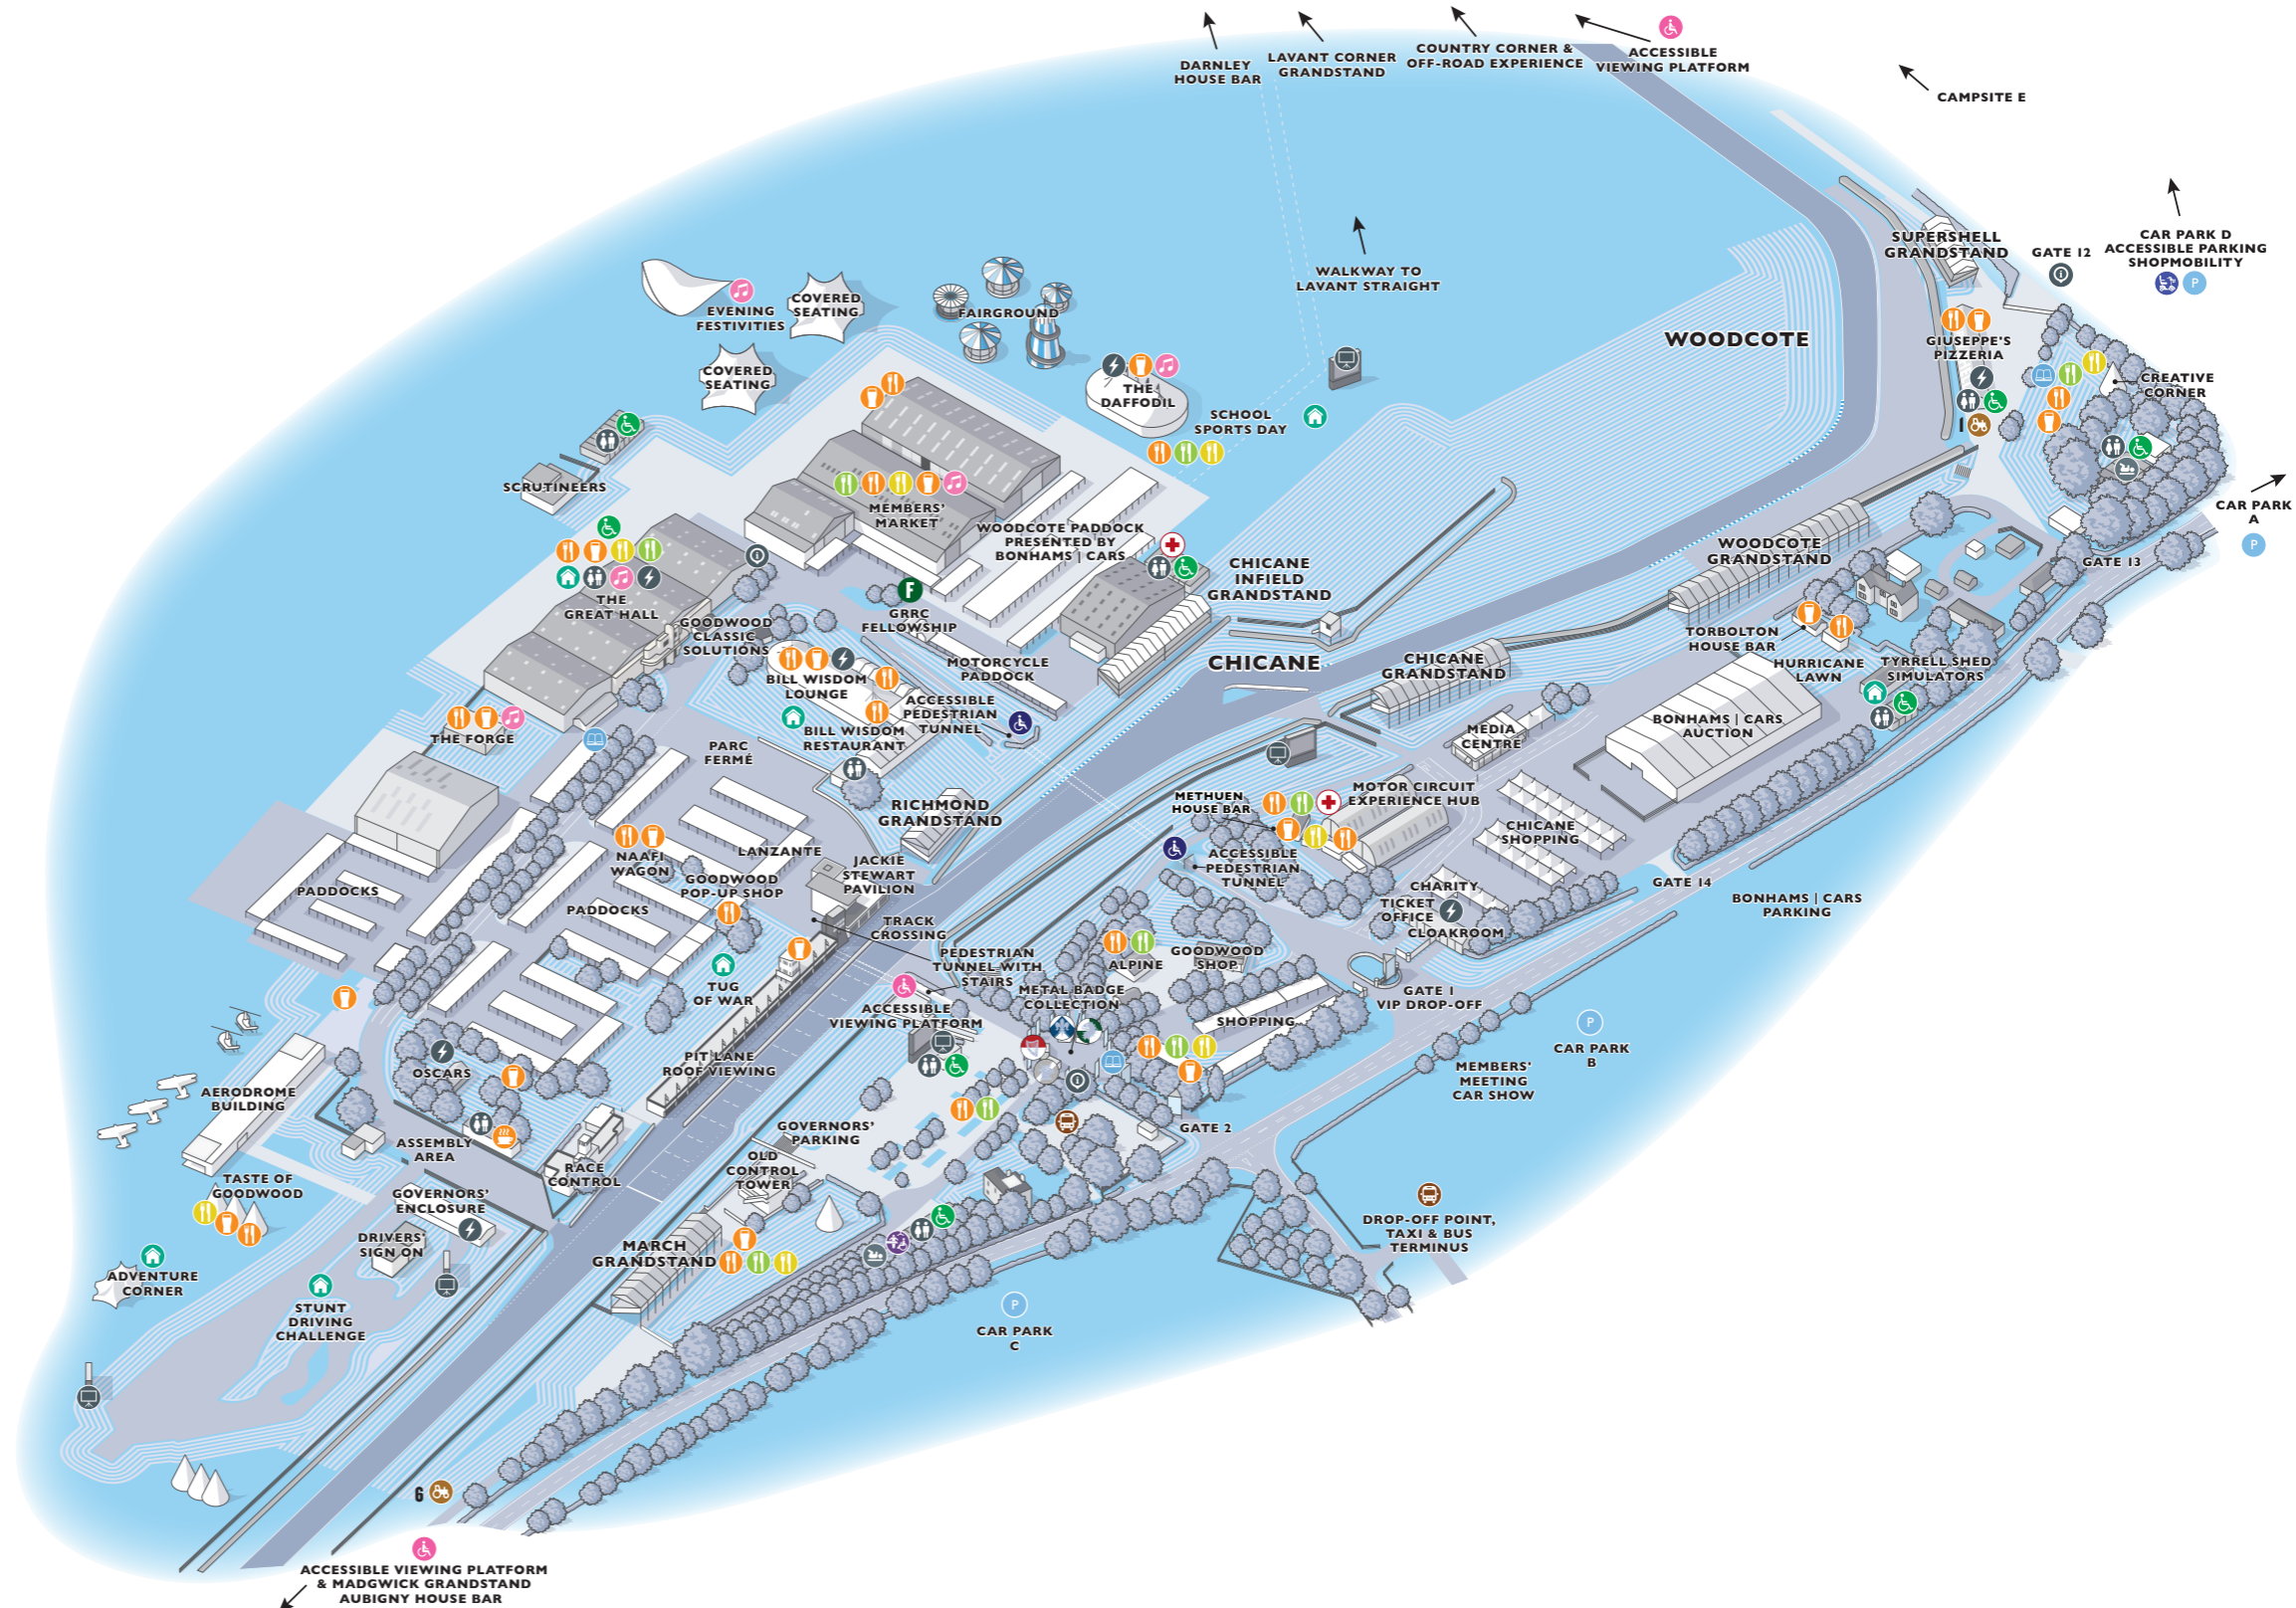 DARNLEY
HOUSE BAR
LAVANT CORNER
GRANDSTAND
COUNTRY CORNER &
OFF-ROAD EXPERIENCE
ACCESSIBLE
VIEWING PLATFORM
CAMPSITE E
WALKWAY TO
LAVANT STRAIGHT
SUPERSHELL
GRANDSTAND
GATE 12
CAR PARK D
ACCESSIBLE PARKING
SHOPMOBILITY
P
EVENING
FESTIVITIES
COVERED
SEATING
FAIRGROUND
COVERED
SEATING
THE
DAFFODIL
SCHOOL
SPORTS DAY
WOODCOTE
GIUSEPPE'S
PIZZERIA
CREATIVE
CORNER
1
SCRUTINEERS
MEMBERS'
MARKET
WOODCOTE PADDOCK
PRESENTED BY
BONHAMS | CARS
CHICANE
INFIELD
GRANDSTAND
WOODCOTE
GRANDSTAND
CAR PARK
A
P
GATE 13
THE
GREAT HALL
GOODWOOD
CLASSIC
SOLUTIONS
F
GRRC
FELLOWSHIP
MOTORCYCLE
PADDOCK
CHICANE
CHICANE
GRANDSTAND
TORBOLTON
HOUSE BAR
HURRICANE
LAWN
TYRRELL SHED
SIMULATORS
BILL WISDOM
LOUNGE
ACCESSIBLE
PEDESTRIAN
TUNNEL
BILL WISDOM
RESTAURANT
THE FORGE
PARC
FERMÉ
MEDIA
CENTRE
BONHAMS | CARS
AUCTION
RICHMOND
GRANDSTAND
METHUEN
HOUSE BAR
MOTOR CIRCUIT
EXPERIENCE HUB
CHICANE
SHOPPING
PADDOCKS
NAAFI
WAGON
LANZANTE
GOODWOOD
POP-UP SHOP
JACKIE
STEWART
PAVILION
ACCESSIBLE
PEDESTRIAN
TUNNEL
CHARITY
TICKET
OFFICE
CLOAKROOM
GATE 14
BONHAMS | CARS
PARKING
PADDOCKS
TRACK
CROSSING
PEDESTRIAN
TUNNEL WITH
STAIRS
ALPINE
GOODWOOD
SHOP
TUG
OF WAR
ACCESSIBLE
VIEWING PLATFORM
METAL BADGE
COLLECTION
SHOPPING
GATE 1
VIP DROP-OFF
P
CAR PARK
B
OSCARS
PIT LANE
ROOF VIEWING
AERODROME
BUILDING
MEMBERS'
MEETING
CAR SHOW
ASSEMBLY
AREA
RACE
CONTROL
GOVERNORS'
PARKING
OLD
CONTROL
TOWER
GATE 2
TASTE OF
GOODWOOD
GOVERNORS'
ENCLOSURE
DRIVERS'
SIGN ON
MARCH
GRANDSTAND
DROP-OFF POINT,
TAXI & BUS
TERMINUS
ADVENTURE
CORNER
STUNT
DRIVING
CHALLENGE
P
CAR PARK
C
6
ACCESSIBLE VIEWING PLATFORM
& MADGWICK GRANDSTAND
AUBIGNY HOUSE BAR